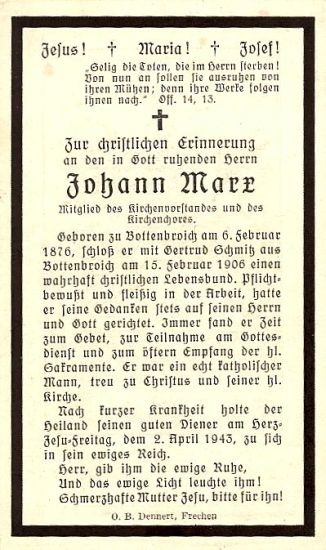 Jesus! † Maria! † Josef!
„Selig die Toten, die im Herrn sterben!
Von nun an sollen sie ausruhen von
ihren Mühen; denn ihre Werke folgen
ihnen nach.“ Off. 14, 13.
Zur christlichen Erinnerung
an den in Gott ruhenden Herrn
Johann Marx
Mitglied des Kirchenvorstandes und des
Kirchenchores.
Geboren zu Bottenbroich am 6. Februar
1876, schloß er mit Gertrud Schmitz aus
Bottenbroich am 15. Februar 1906 einen
wahrhaft christlichen Lebensbund. Pflicht-
bewußt und fleißig in der Arbeit, hatte
er seine Gedanken stets auf seinen Herrn
und Gott gerichtet. Immer fand er Zeit
zum Gebet, zur Teilnahme am Gottes-
dienst und zum öftern Empfang der hl.
Sakramente. Er war ein echt katholischer
Mann, treu zu Christus und seiner hl.
Kirche.
Nach kurzer Krankheit holte der
Heiland seinen guten Diener am Herz-
Jesu-Freitag, dem 2. April 1943, zu sich
in sein ewiges Reich.
Herr, gib ihm die ewige Ruhe,
Und das ewige Licht leuchte ihm!
Schmerzhafte Mutter Jesu, bitte für ihn!
O. B. Dennert, Frechen